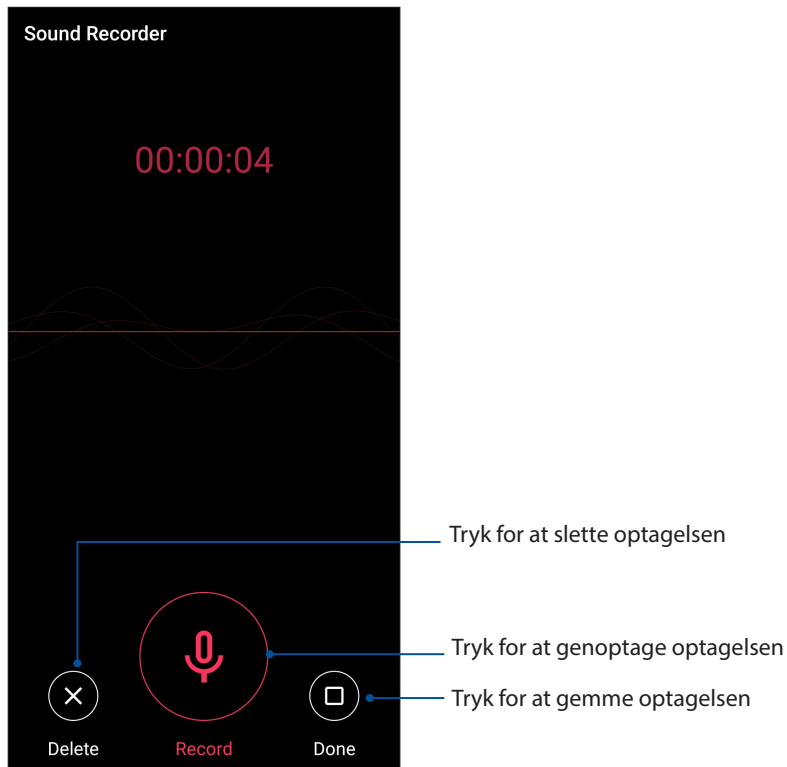 Sound Recorder
00:00:04
Tryk for at slette optagelsen
Tryk for at genoptage optagelsen
Tryk for at gemme optagelsen
Delete
Record
Done